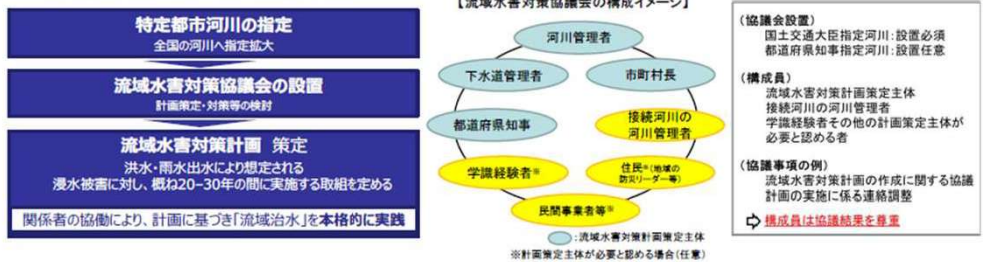 特定都市河川の指定
全国の河川へ指定拡大
流域水害対策協議会の設置
計画策定・対策等の検討
流域水害対策計画 策定
洪水・雨水出水により想定される
浸水被害に対し、概ね20-30年の間に実施する取組を定める
関係者の協働により、計画に基づき「流域治水」を本格的に実践
【流域水害対策協議会の構成イメージ】
河川管理者
下水道管理者
市町村長
都道府県知事
接続河川の
河川管理者
学識経験者※
住民※(地域の
防災リーダー等)
民間事業者等※
:流域水害対策計画策定主体
※計画策定主体が必要と認める場合(任意)
(協議会設置)
国土交通大臣指定河川:設置必須
都道府県知事指定河川:設置任意
(構成員)
流域水害対策計画策定主体
接続河川の河川管理者
学識経験者その他の計画策定主体が
必要と認める者
(協議事項の例)
流域水害対策計画の作成に関する協議
計画の実施に係る連絡調整
⇨ 構成員は協議結果を尊重